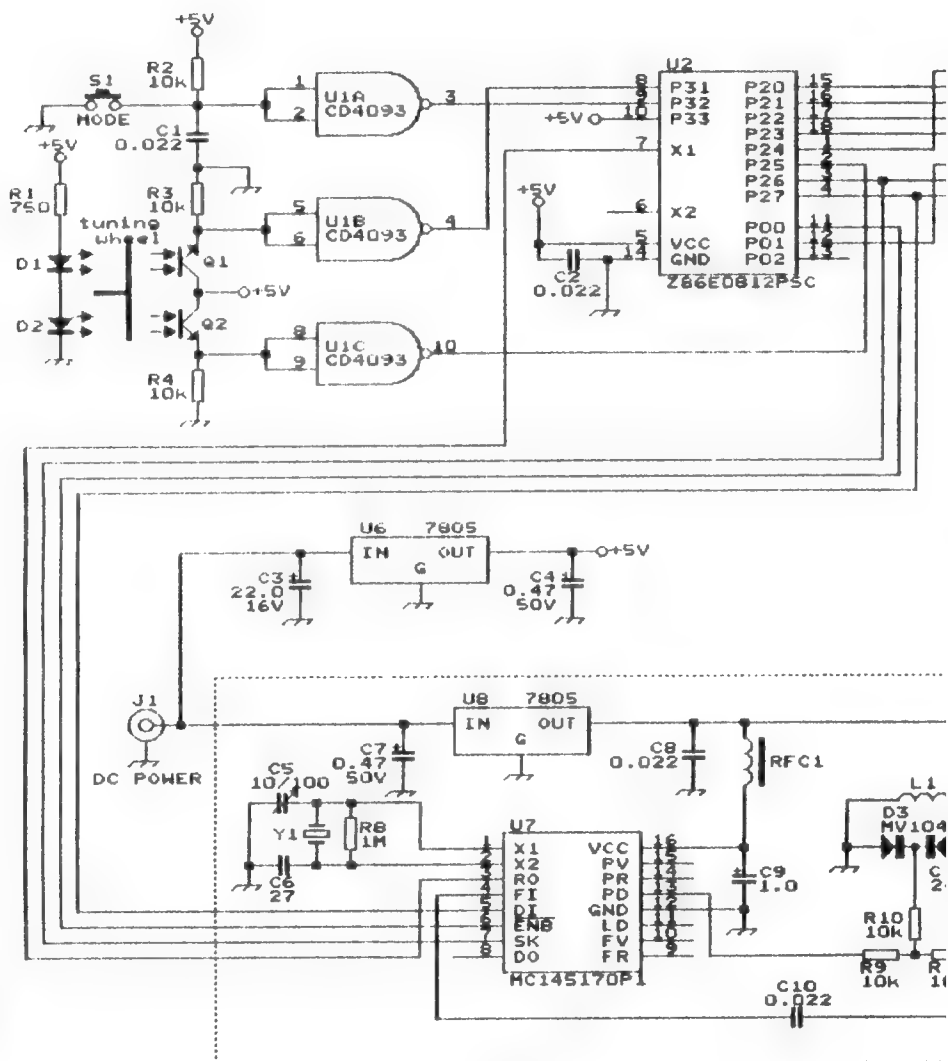 +5V
R2
10k
S1
MODE
C1
0.022
1
2
U1A
CD4093
3
+5V
R1
750
R3
10k
tuning
wheel
5
6
U1B
CD4093
4
D1
Q1
+5V
D2
Q2
8
9
U1C
CD4093
10
R4
10k
U2
8
9
10
P31
P32
P33
+5V
7
X1
+5V
6
X2
5
VCC
14
GND
C2
0.022
Z86E0812PSC
P20
15
P21
16
P22
P23
P24
P25
P26
P27
P00
11
P01
12
P02
13
U6
7805
IN
OUT
G
C3
22.0
16V
+
C4
0.47
50V
+
+5V
J1
DC POWER
U8
7805
IN
OUT
G
C7
0.47
50V
+
C8
0.022
RFC1
L1
D3
MV104
C5
10/100
Y1
R8
1M
C6
27
U7
X1
X2
RO
FI
DI
ENB
SK
DO
8
VCC
16
PV
PR
PD
GND
LD
FV
FR
9
MC145170P1
+
C9
1.0
C
2
R10
10k
R9
10k
R
C10
0.022